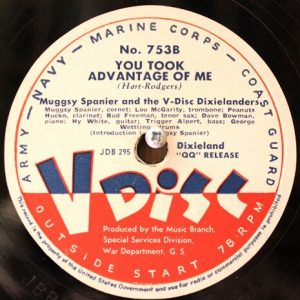 ARMY — NAVY — MARINE CORPS — COAST GUARD
No. 753B
YOU TOOK
ADVANTAGE OF ME
(Hart-Rodgers)
Muggsy Spanier and the V-Disc Dixielanders
Muggsy Spanier, cornet; Lou McGarity, trombone; Peanuts
Hucko, clarinet; Bud Freeman, tenor sax; Dave Bowman,
piano; Hy White, guitar; Trigger Alpert, bass; George
Wettling, drums
(Introduction by Muggsy Spanier)
JDB 295
Dixieland
"QQ" RELEASE
V DISC
Produced by the Music Branch,
Special Services Division,
War Department, G. S.
OUTSIDE START 78 RPM
This record is the property of the United States Government and use for radio or commercial purposes is prohibited